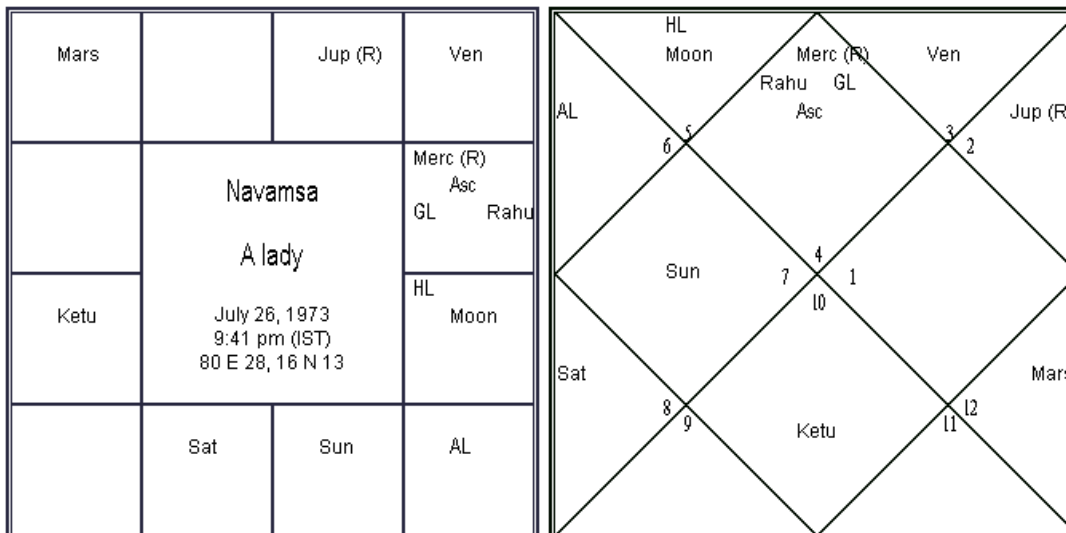 Mars
Jup (R)
Ven
Merc (R)
Asc
GL Rahu
Navamsa
A lady
July 26, 1973
9:41 pm (IST)
80 E 28, 16 N 13
Ketu
HL
Moon
Sat
Sun
AL
HL
Moon
Merc (R)
Ven
Rahu GL
AL
Asc
Jup (R
5
3
6
2
4
Sun
7
1
10
Sat
Mars
8
12
9
11
Ketu